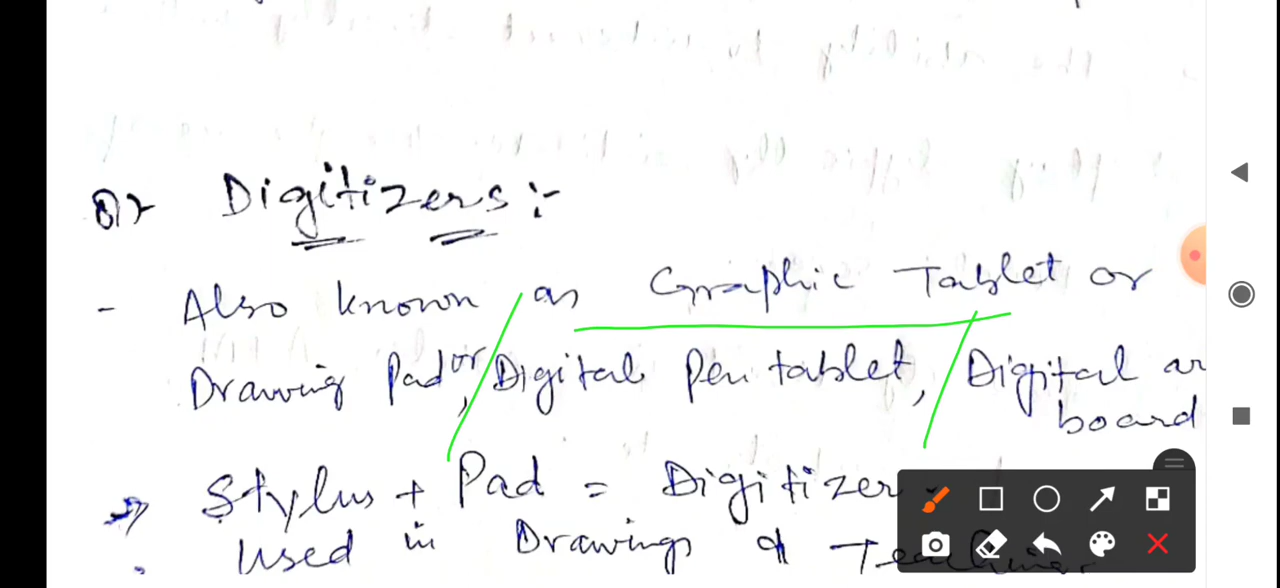 Digitizers :-
- Also known as Graphic Tablet or
Drawing Pad or, Digital Pen tablet, Digital ar
board
⇒ Stylus + Pad = Digitizer
Used in Drawings &